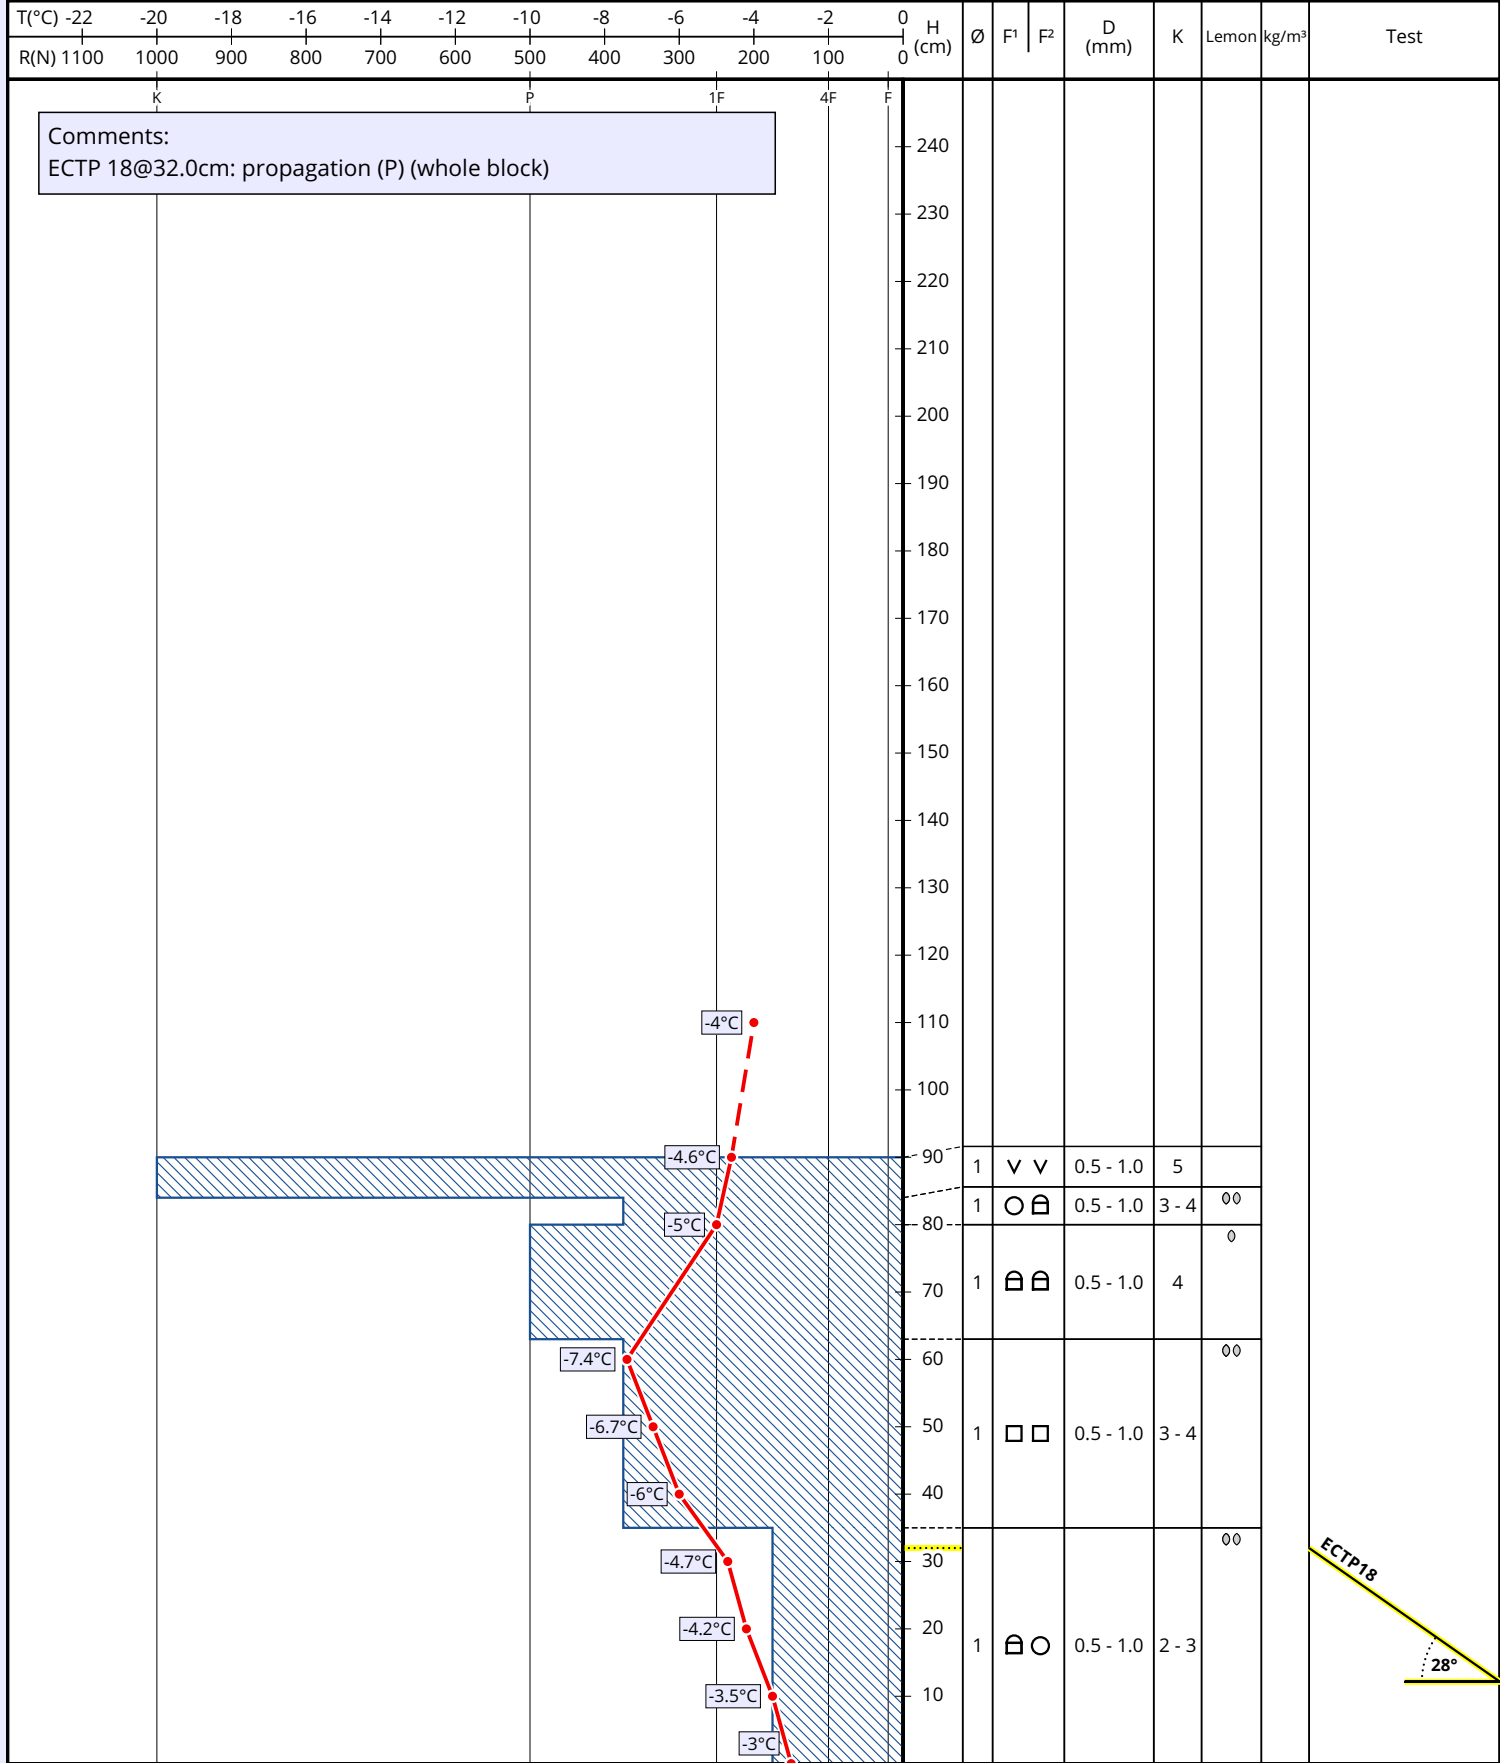 T(°C) -22 -20 -18 -16 -14 -12 -10 -8 -6 -4 -2 0
R(N) 1100 1000 900 800 700 600 500 400 300 200 100 0
H (cm) Ø F¹ F² D (mm) K Lemon kg/m³ Test
K P 1F 4F F
Comments:
ECTP 18@32.0cm: propagation (P) (whole block)
240
230
220
210
200
190
180
170
160
150
140
130
120
-4°C 110
100
-4.6°C 90 1 0.5 - 1.0 5
1 0.5 - 1.0 3 - 4
-5°C 80
70 1 0.5 - 1.0 4
-7.4°C 60
-6.7°C 50 1 0.5 - 1.0 3 - 4
-6°C 40
-4.7°C 30 ECTP18
-4.2°C 20 1 0.5 - 1.0 2 - 3
28°
-3.5°C 10
-3°C